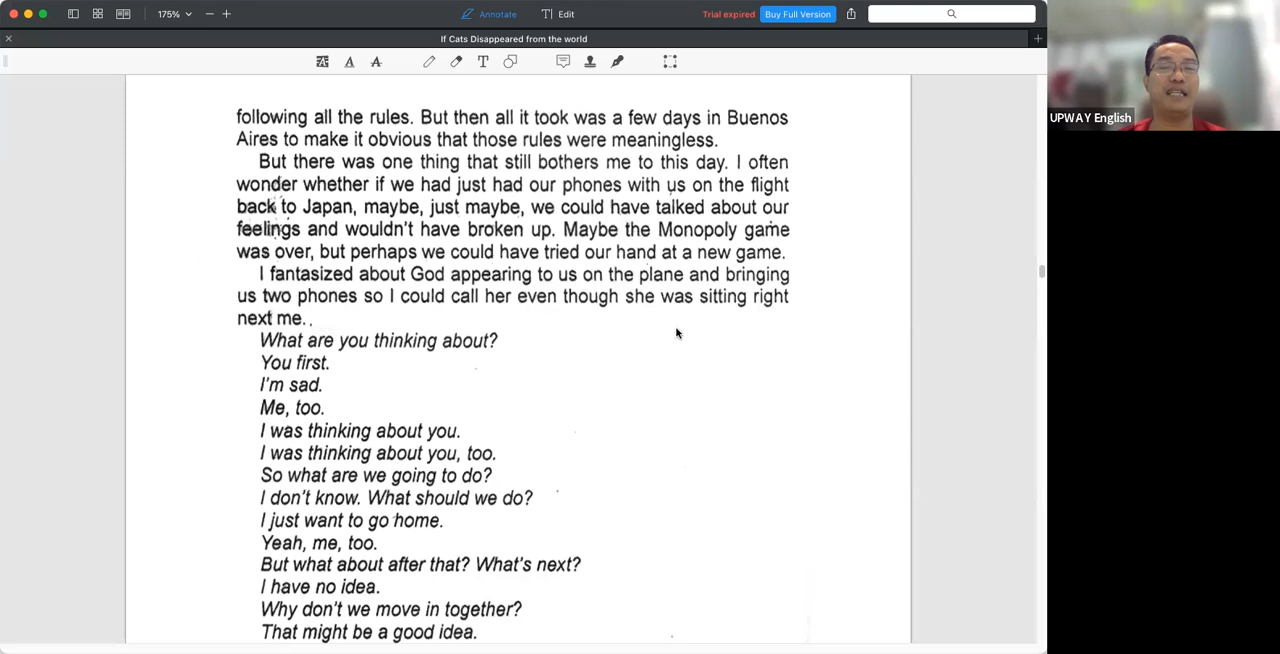 175%
Annotate
Edit
Trial expired
Buy Full Version
If Cats Disappeared from the world
following all the rules. But then all it took was a few days in Buenos
Aires to make it obvious that those rules were meaningless.
But there was one thing that still bothers me to this day. I often
wonder whether if we had just had our phones with us on the flight
back to Japan, maybe, just maybe, we could have talked about our
feelings and wouldn't have broken up. Maybe the Monopoly game
was over, but perhaps we could have tried our hand at a new game.
I fantasized about God appearing to us on the plane and bringing
us two phones so I could call her even though she was sitting right
next me.
What are you thinking about?
You first.
I'm sad.
Me, too.
I was thinking about you.
I was thinking about you, too.
So what are we going to do?
I don't know. What should we do?
I just want to go home.
Yeah, me, too.
But what about after that? What's next?
I have no idea.
Why don't we move in together?
That might be a good idea.
UPWAY English